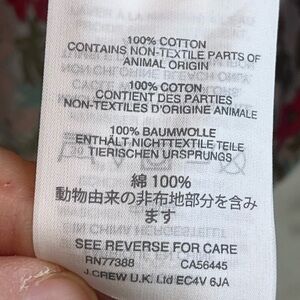 100% COTTON
CONTAINS NON-TEXTILE PARTS OF
ANIMAL ORIGIN
100% COTON
CONTIENT DES PARTIES
NON-TEXTILES D'ORIGINE ANIMALE
100% BAUMWOLLE
ENTHÄLT NICHTTEXTILE TEILE
TIERISCHEN URSPRUNGS
綿 100%
動物由来の非布地部分を含み
ます
SEE REVERSE FOR CARE
RN77388 CA56445
J.CREW U.K. Ltd EC4V 6JA